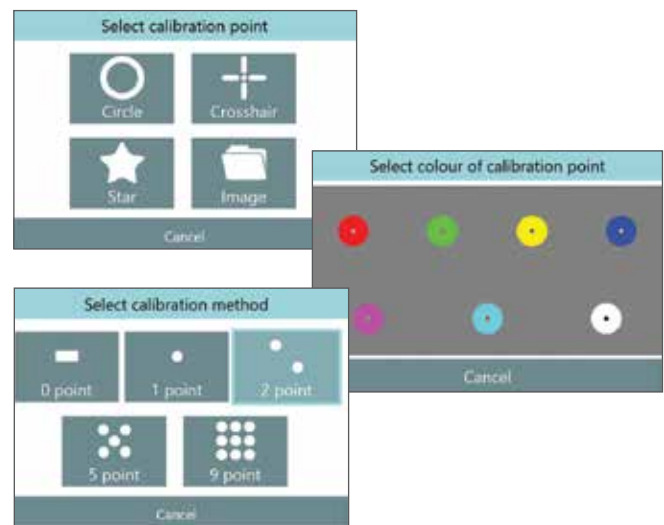 Select calibration point
Circle
Crosshair
Star
Image
Cancel
Select colour of calibration point
Cancel
Select calibration method
0 point
1 point
2 point
5 point
9 point
Cancel